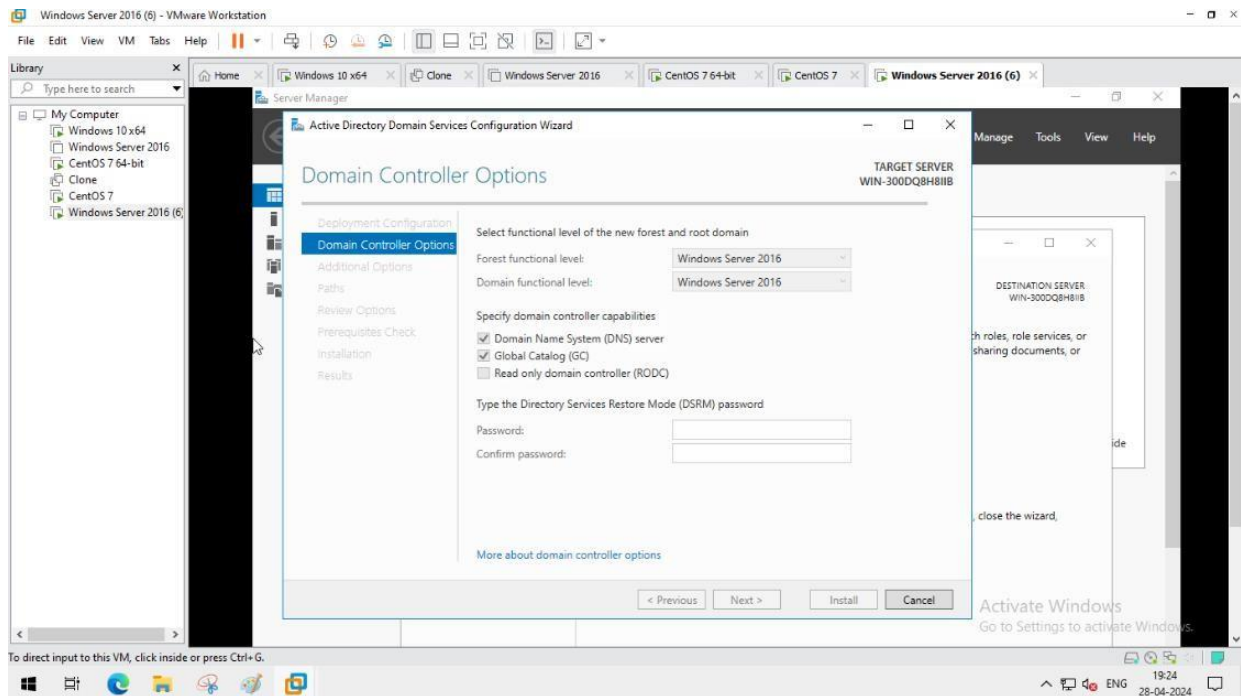 Windows Server 2016 (6) - VMware Workstation
File Edit View VM Tabs Help
Library
Type here to search
My Computer
Windows 10 x64
Windows Server 2016
CentOS 7 64-bit
Clone
CentOS 7
Windows Server 2016 (6)
Home Windows 10 x64 Clone Windows Server 2016 CentOS 7 64-bit CentOS 7 Windows Server 2016 (6)
Server Manager
Manage Tools View Help
Active Directory Domain Services Configuration Wizard
Domain Controller Options
TARGET SERVER
WIN-300DQ8H8IIB
Deployment Configuration
Domain Controller Options
Additional Options
Paths
Review Options
Prerequisites Check
Installation
Results
Select functional level of the new forest and root domain
Forest functional level: Windows Server 2016
Domain functional level: Windows Server 2016
Specify domain controller capabilities
Domain Name System (DNS) server
Global Catalog (GC)
Read only domain controller (RODC)
Type the Directory Services Restore Mode (DSRM) password
Password:
Confirm password:
More about domain controller options
< Previous Next > Install Cancel
DESTINATION SERVER
WIN-300DQ8H8IIB
roles, role services, or
sharing documents, or
, close the wizard,
Activate Windows
Go to Settings to activate Windows.
To direct input to this VM, click inside or press Ctrl+G.
ENG
19:24
28-04-2024